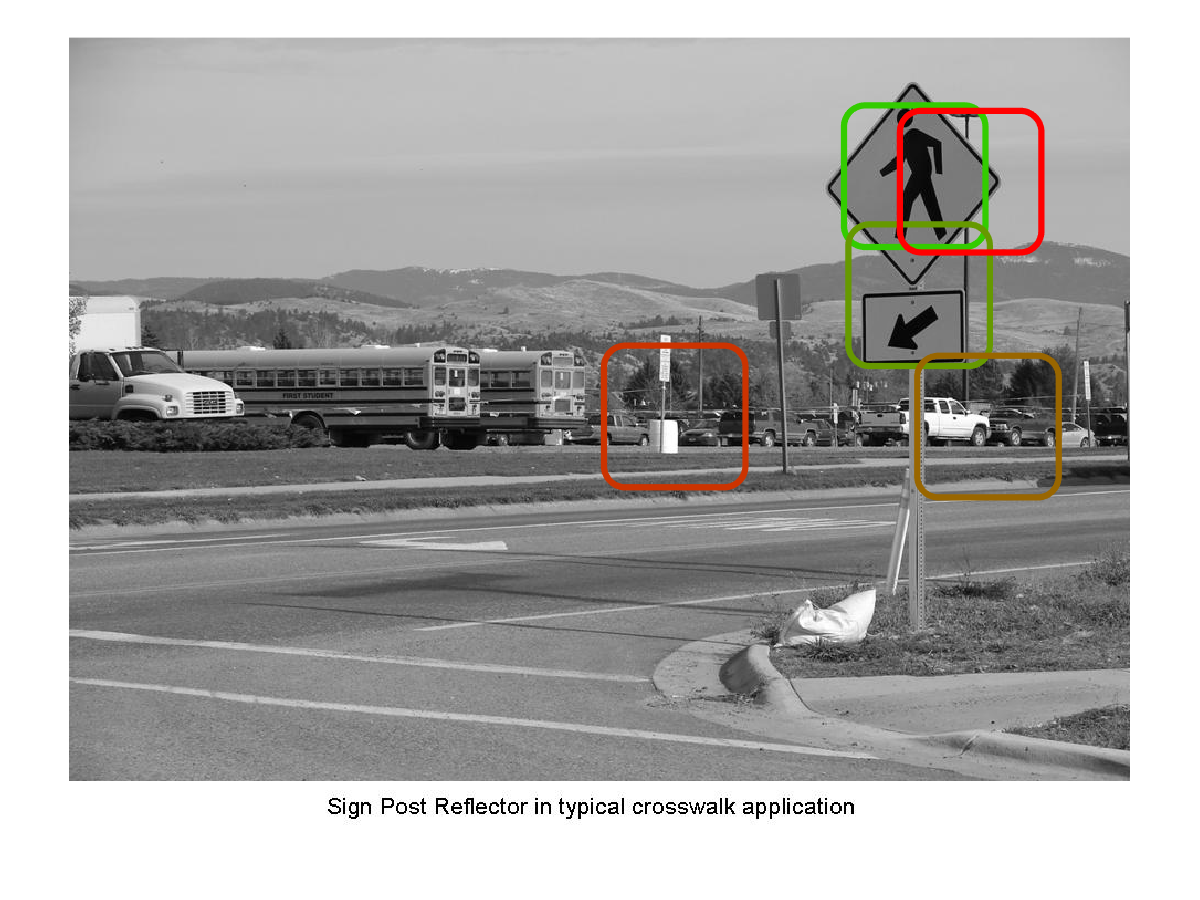 FIRST STUDENT
Sign Post Reflector in typical crosswalk application